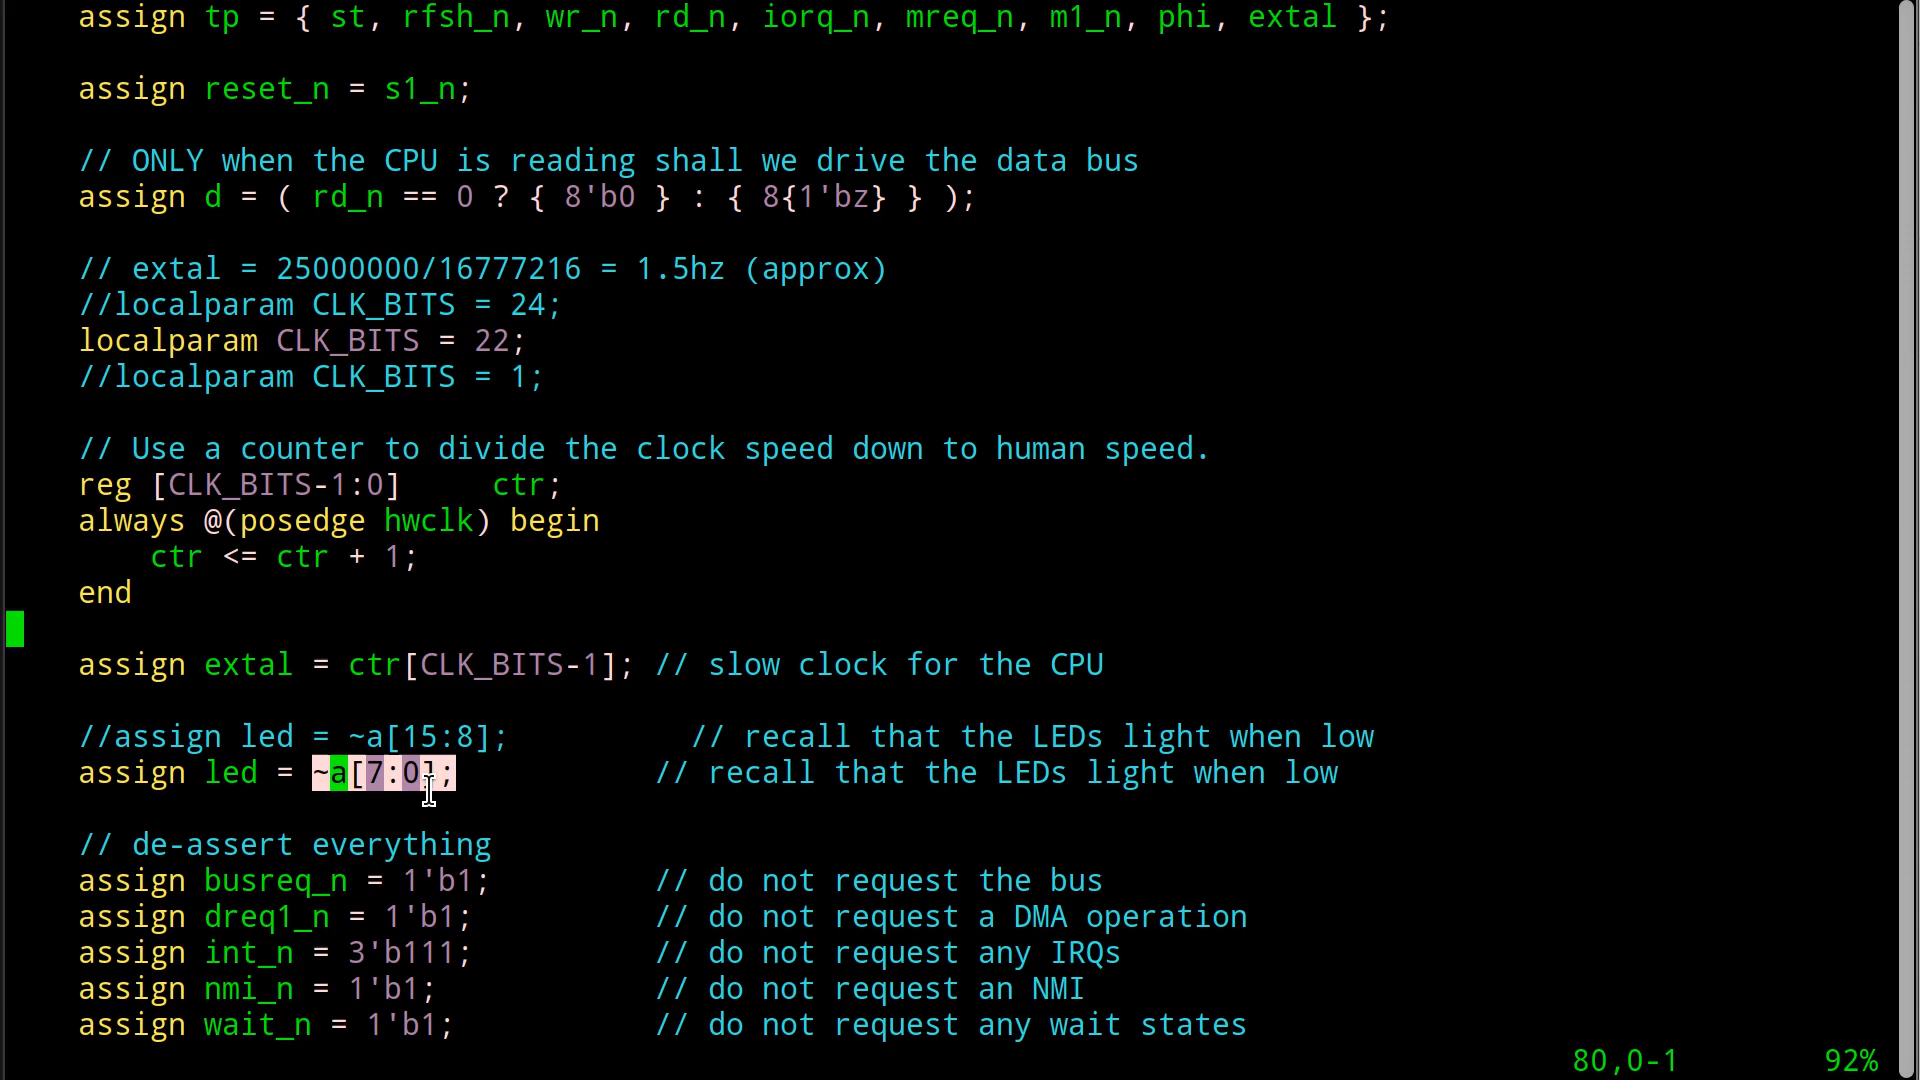 assign tp = { st, rfsh_n, wr_n, rd_n, iorq_n, mreq_n, m1_n, phi, extal };
assign reset_n = s1_n;
// ONLY when the CPU is reading shall we drive the data bus
assign d = ( rd_n == 0 ? { 8'b0 } : { 8{1'bz} } );
// extal = 25000000/16777216 = 1.5hz (approx)
//localparam CLK_BITS = 24;
localparam CLK_BITS = 22;
//localparam CLK_BITS = 1;
// Use a counter to divide the clock speed down to human speed.
reg [CLK_BITS-1:0]     ctr;
always @(posedge hwclk) begin
    ctr <= ctr + 1;
end
assign extal = ctr[CLK_BITS-1]; // slow clock for the CPU
//assign led = ~a[15:8];          // recall that the LEDs light when low
assign led = ~a[7:0];           // recall that the LEDs light when low
// de-assert everything
assign busreq_n = 1'b1;         // do not request the bus
assign dreq1_n = 1'b1;          // do not request a DMA operation
assign int_n = 3'b111;          // do not request any IRQs
assign nmi_n = 1'b1;            // do not request an NMI
assign wait_n = 1'b1;           // do not request any wait states
80,0-1        92%